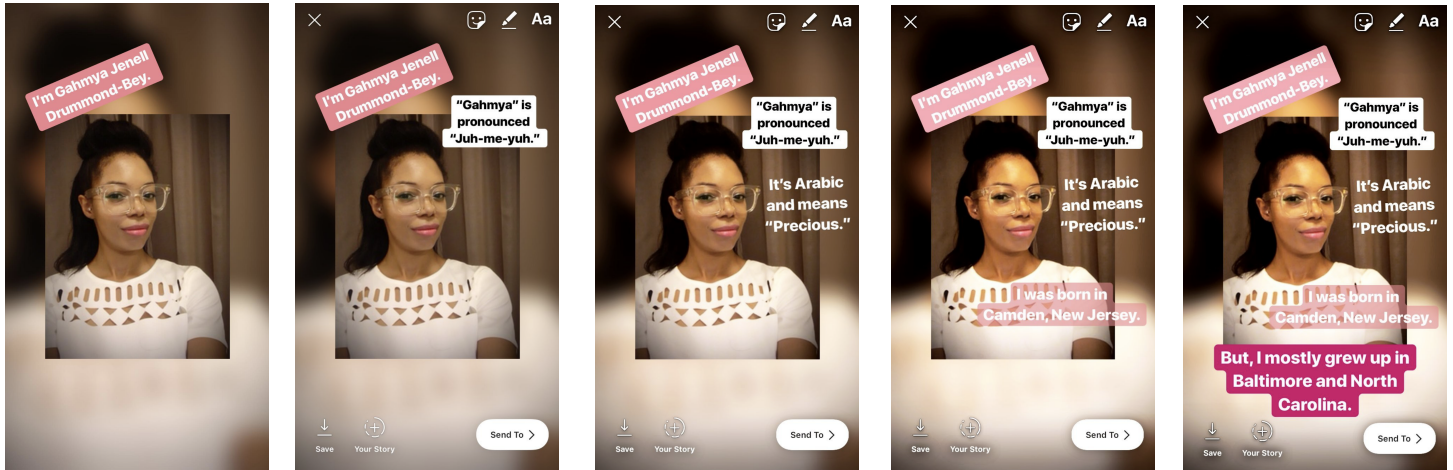 I'm Gahmya Jenell
Drummond-Bey.
Aa
I'm Gahmya Jenell
Drummond-Bey.
"Gahmya" is
pronounced
"Juh-me-yuh."
Save
Your Story
Send To
Aa
I'm Gahmya Jenell
Drummond-Bey.
"Gahmya" is
pronounced
"Juh-me-yuh."
It's Arabic
and means
"Precious."
Save
Your Story
Send To
Aa
I'm Gahmya Jenell
Drummond-Bey.
"Gahmya" is
pronounced
"Juh-me-yuh."
It's Arabic
and means
"Precious."
I was born in
Camden, New Jersey.
Save
Your Story
Send To
Aa
I'm Gahmya Jenell
Drummond-Bey.
"Gahmya" is
pronounced
"Juh-me-yuh."
It's Arabic
and means
"Precious."
I was born in
Camden, New Jersey.
But, I mostly grew up in
Baltimore and North
Carolina.
Save
Your Story
Send To